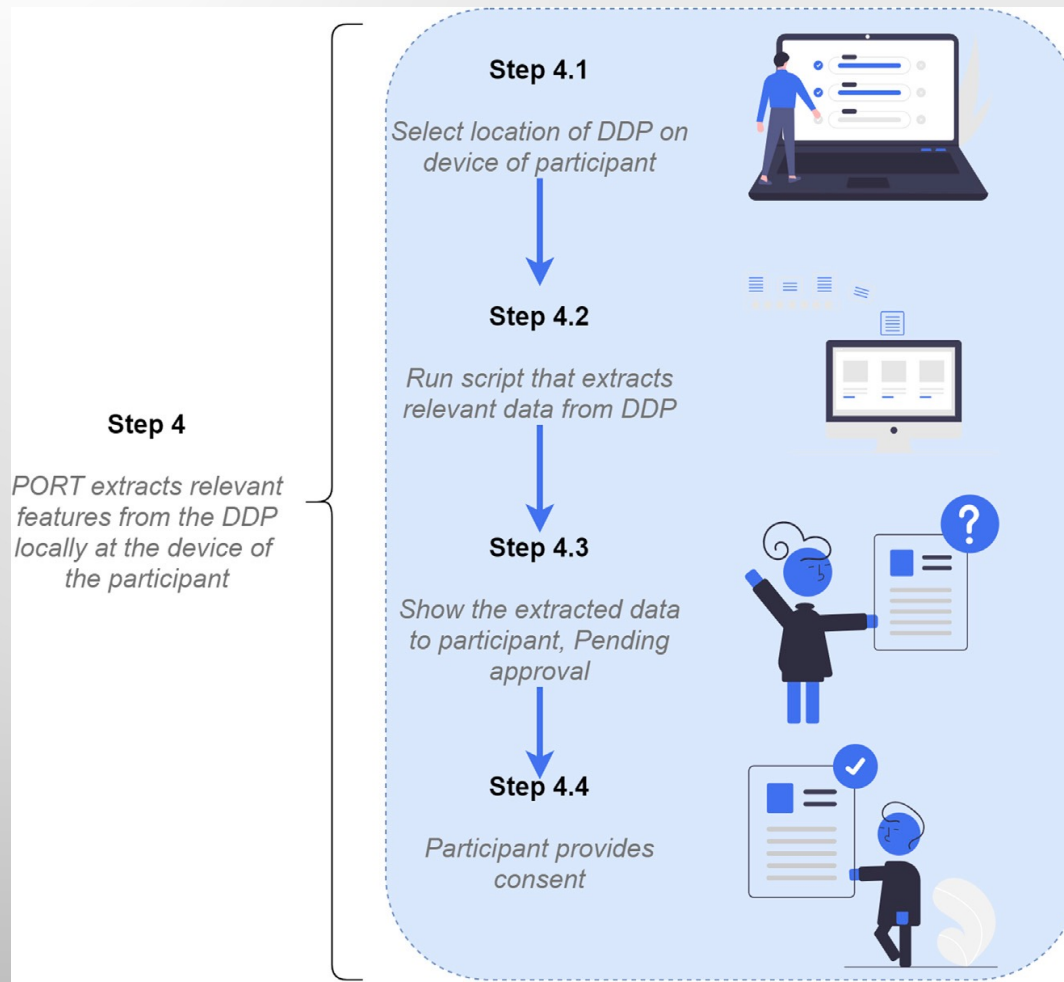 Step 4
PORT extracts relevant
features from the DDP
locally at the device of
the participant
Step 4.1
Select location of DDP on
device of participant
Step 4.2
Run script that extracts
relevant data from DDP
Step 4.3
Show the extracted data
to participant, Pending
approval
Step 4.4
Participant provides
consent
?